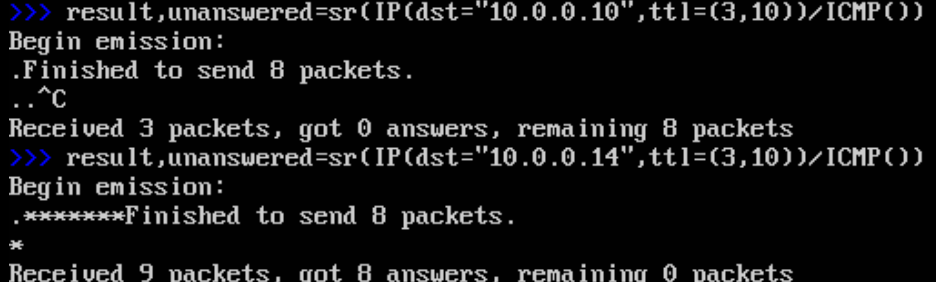 >>> result,unanswered=sr(IP(dst="10.0.0.10",ttl=(3,10))/ICMP())
Begin emission:
.Finished to send 8 packets.
..^C
Received 3 packets, got 0 answers, remaining 8 packets
>>> result,unanswered=sr(IP(dst="10.0.0.14",ttl=(3,10))/ICMP())
Begin emission:
.*******Finished to send 8 packets.
*
Received 9 packets, got 8 answers, remaining 0 packets